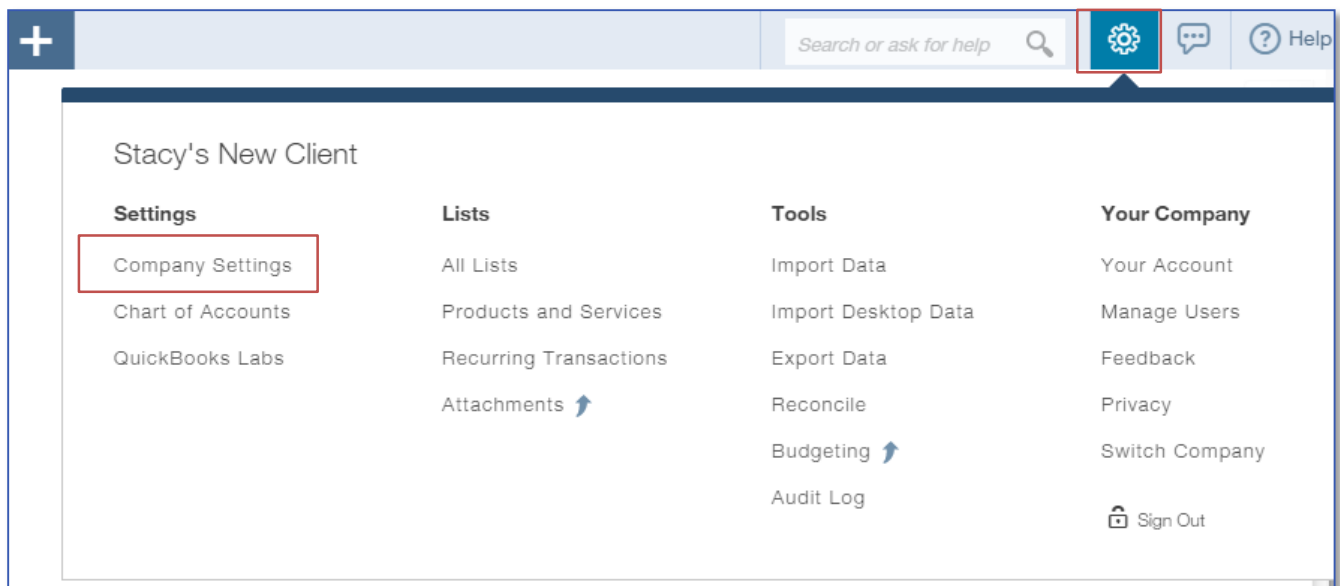 Search or ask for help
Help
Stacy's New Client
Settings
Company Settings
Chart of Accounts
QuickBooks Labs
Lists
All Lists
Products and Services
Recurring Transactions
Attachments
Tools
Import Data
Import Desktop Data
Export Data
Reconcile
Budgeting
Audit Log
Your Company
Your Account
Manage Users
Feedback
Privacy
Switch Company
Sign Out